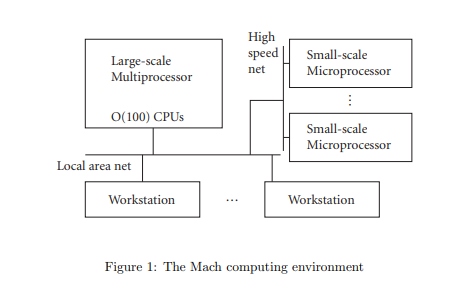 Large-scale
Multiprocessor
O(100) CPUs
High
speed
net
Small-scale
Microprocessor
⋮
Small-scale
Microprocessor
Local area net
Workstation
...
Workstation
Figure 1: The Mach computing environment